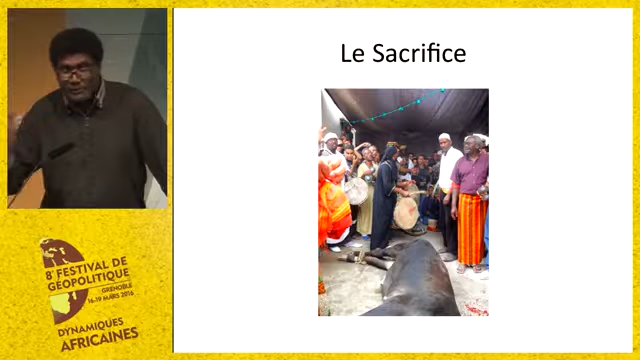 Le Sacrifice
8e FESTIVAL DE
GÉOPOLITIQUE
GRENOBLE
16-19 MARS 2016
DYNAMIQUES
AFRICAINES